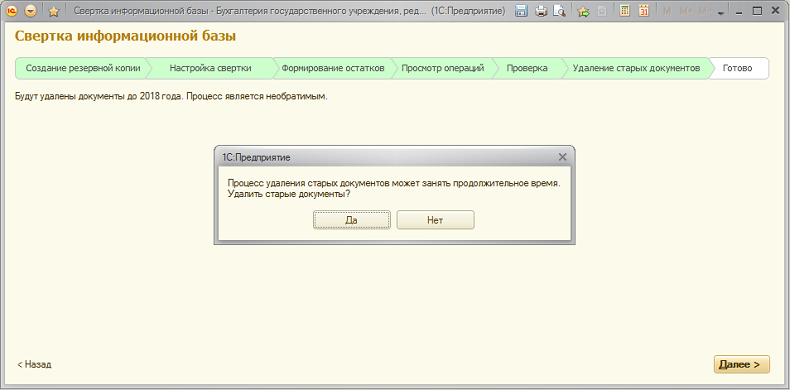 Свертка информационной базы - Бухгалтерия государственного учреждения, ред... (1С:Предприятие) M M+ M-
Свертка информационной базы
Создание резервной копии Настройка свертки Формирование остатков Просмотр операций Проверка Удаление старых документов Готово
Будут удалены документы до 2018 года. Процесс является необратимым.
1С:Предприятие
Процесс удаления старых документов может занять продолжительное время.
Удалить старые документы?
Да Нет
< Назад Далее >